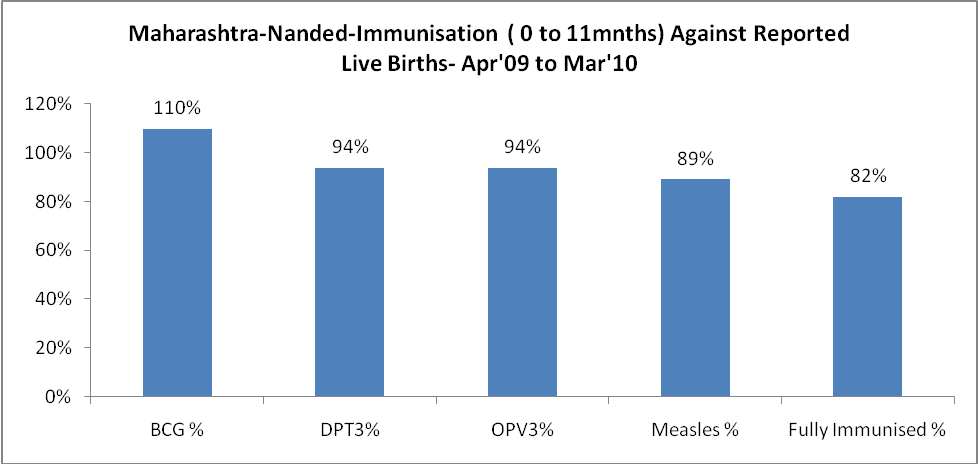 Maharashtra-Nanded-Immunisation ( 0 to 11mnths) Against Reported
Live Births- Apr'09 to Mar'10
120%
100%
80%
60%
40%
20%
0%
110%
94%
94%
89%
82%
BCG %
DPT3%
OPV3%
Measles %
Fully Immunised %